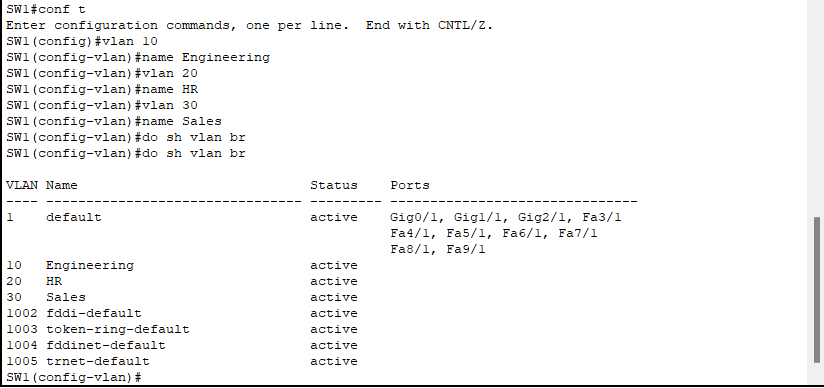 SW1#conf t
Enter configuration commands, one per line.  End with CNTL/Z.
SW1(config)#vlan 10
SW1(config-vlan)#name Engineering
SW1(config-vlan)#vlan 20
SW1(config-vlan)#name HR
SW1(config-vlan)#vlan 30
SW1(config-vlan)#name Sales
SW1(config-vlan)#do sh vlan br
SW1(config-vlan)#do sh vlan br

VLAN Name                             Status    Ports
---- -------------------------------- --------- -------------------------------
1    default                          active    Gig0/1, Gig1/1, Gig2/1, Fa3/1
                                                Fa4/1, Fa5/1, Fa6/1, Fa7/1
                                                Fa8/1, Fa9/1
10   Engineering                      active
20   HR                               active
30   Sales                            active
1002 fddi-default                     active
1003 token-ring-default               active
1004 fddinet-default                  active
1005 trnet-default                    active
SW1(config-vlan)#